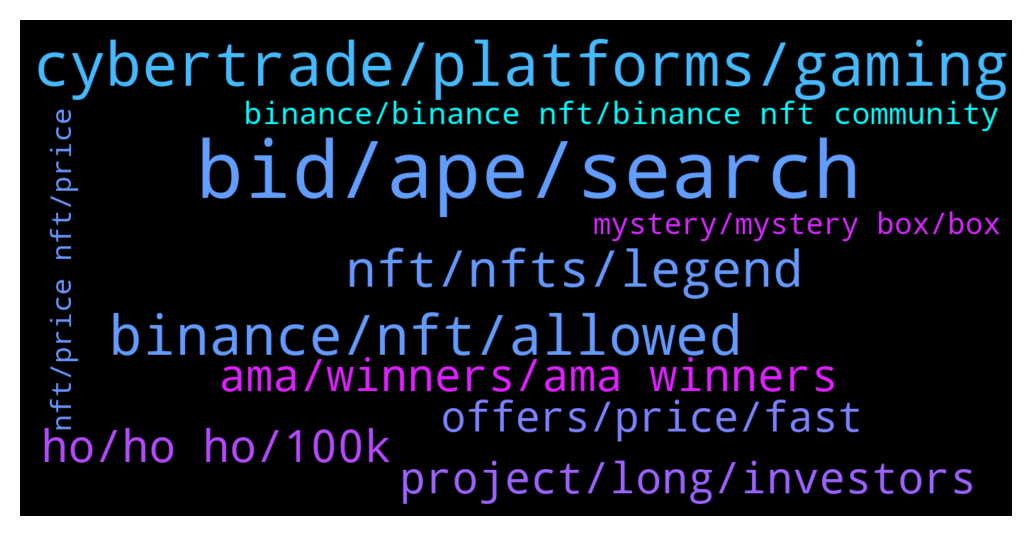 cybertrade/platforms/gaming
binance/binance nft/binance nft community
bid/ape/search
mystery/mystery box/box
nft/nfts/legend
nft/price nft/price
binance/nft/allowed
ama/winners/ama winners
offers/price/fast
ho/ho ho/100k
project/long/investors